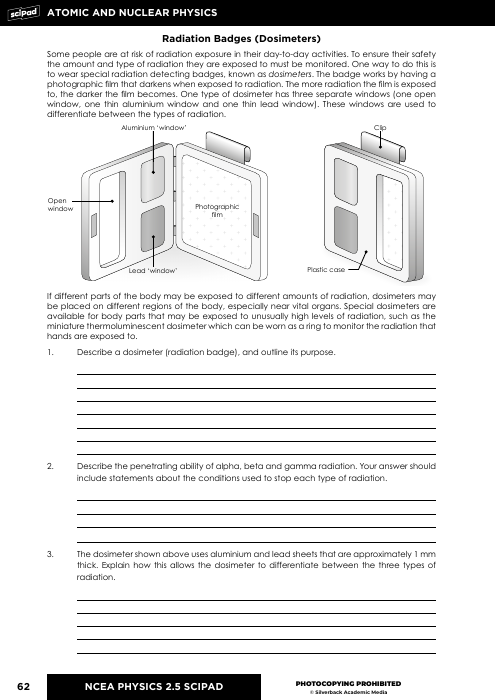 scipad ATOMIC AND NUCLEAR PHYSICS
Radiation Badges (Dosimeters)
Some people are at risk of radiation exposure in their day-to-day activities. To ensure their safety
the amount and type of radiation they are exposed to must be monitored. One way to do this is
to wear special radiation detecting badges, known as dosimeters. The badge works by having a
photographic film that darkens when exposed to radiation. The more radiation the film is exposed
to, the darker the film becomes. One type of dosimeter has three separate windows (one open
window, one thin aluminium window and one thin lead window). These windows are used to
differentiate between the types of radiation.
Aluminium 'window'
Clip
Open
window
Photographic
film
Lead 'window'
Plastic case
If different parts of the body may be exposed to different amounts of radiation, dosimeters may
be placed on different regions of the body, especially near vital organs. Special dosimeters are
available for body parts that may be exposed to unusually high levels of radiation, such as the
miniature thermoluminescent dosimeter which can be worn as a ring to monitor the radiation that
hands are exposed to.
1. Describe a dosimeter (radiation badge), and outline its purpose.
2. Describe the penetrating ability of alpha, beta and gamma radiation. Your answer should
include statements about the conditions used to stop each type of radiation.
3. The dosimeter shown above uses aluminium and lead sheets that are approximately 1 mm
thick. Explain how this allows the dosimeter to differentiate between the three types of
radiation.
62 NCEA PHYSICS 2.5 SCIPAD
PHOTOCOPYING PROHIBITED
© Silverback Academic Media